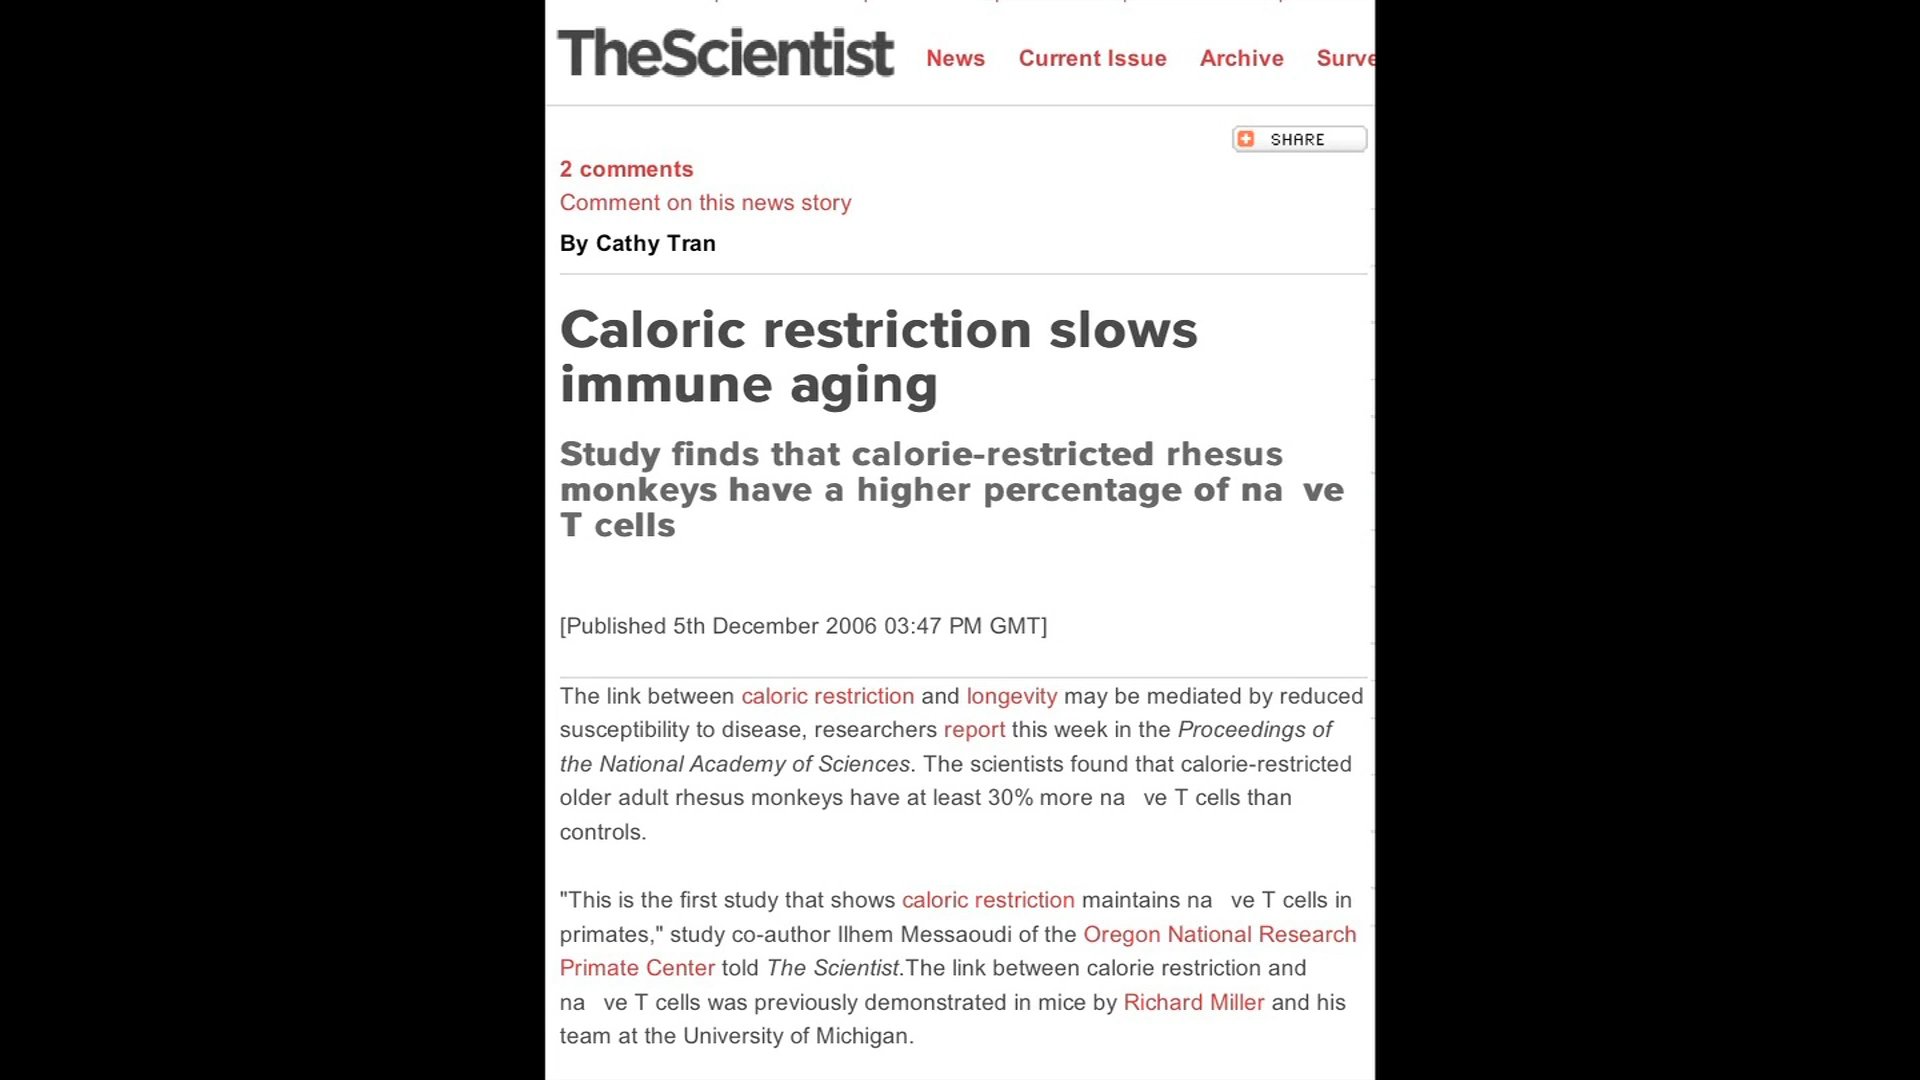 TheScientist News Current Issue Archive Surve
SHARE
2 comments
Comment on this news story
By Cathy Tran
Caloric restriction slows
immune aging
Study finds that calorie-restricted rhesus
monkeys have a higher percentage of na ve
T cells
[Published 5th December 2006 03:47 PM GMT]
The link between caloric restriction and longevity may be mediated by reduced
susceptibility to disease, researchers report this week in the Proceedings of
the National Academy of Sciences. The scientists found that calorie-restricted
older adult rhesus monkeys have at least 30% more na ve T cells than
controls.
"This is the first study that shows caloric restriction maintains na ve T cells in
primates," study co-author Ilhem Messaoudi of the Oregon National Research
Primate Center told The Scientist.The link between calorie restriction and
na ve T cells was previously demonstrated in mice by Richard Miller and his
team at the University of Michigan.